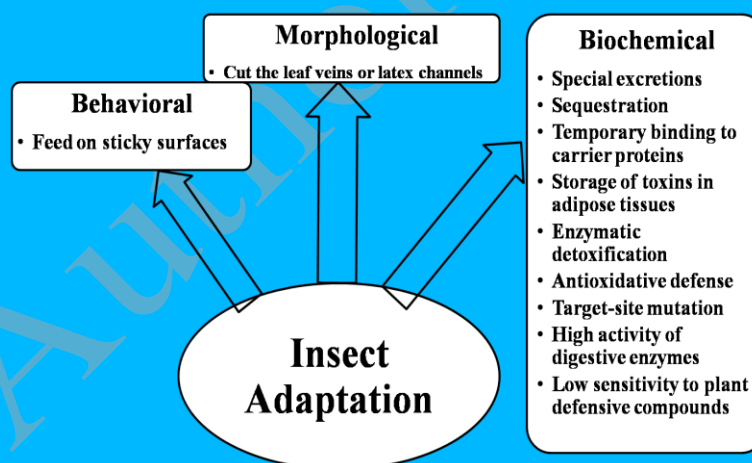 Morphological
• Cut the leaf veins or latex channels
Behavioral
• Feed on sticky surfaces
Biochemical
• Special excretions
• Sequestration
• Temporary binding to
carrier proteins
• Storage of toxins in
adipose tissues
• Enzymatic
detoxification
• Antioxidative defense
• Target-site mutation
• High activity of
digestive enzymes
• Low sensitivity to plant
defensive compounds
Insect
Adaptation